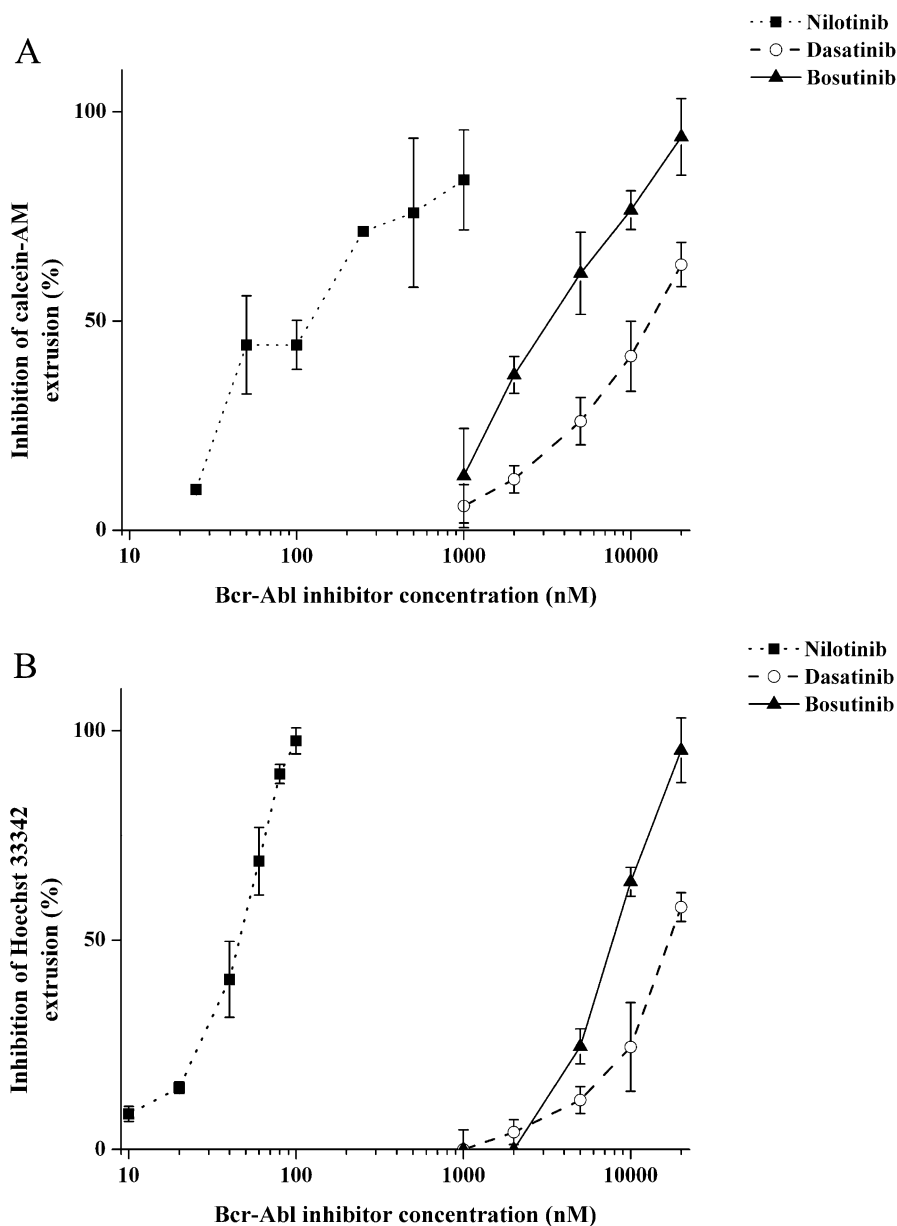 A
Nilotinib
Dasatinib
Bosutinib
100
50
0
Inhibition of calcein-AM
extrusion (%)
10
100
1000
10000
Bcr-Abl inhibitor concentration (nM)
B
Nilotinib
Dasatinib
Bosutinib
100
50
0
Inhibition of Hoechst 33342
extrusion (%)
10
100
1000
10000
Bcr-Abl inhibitor concentration (nM)